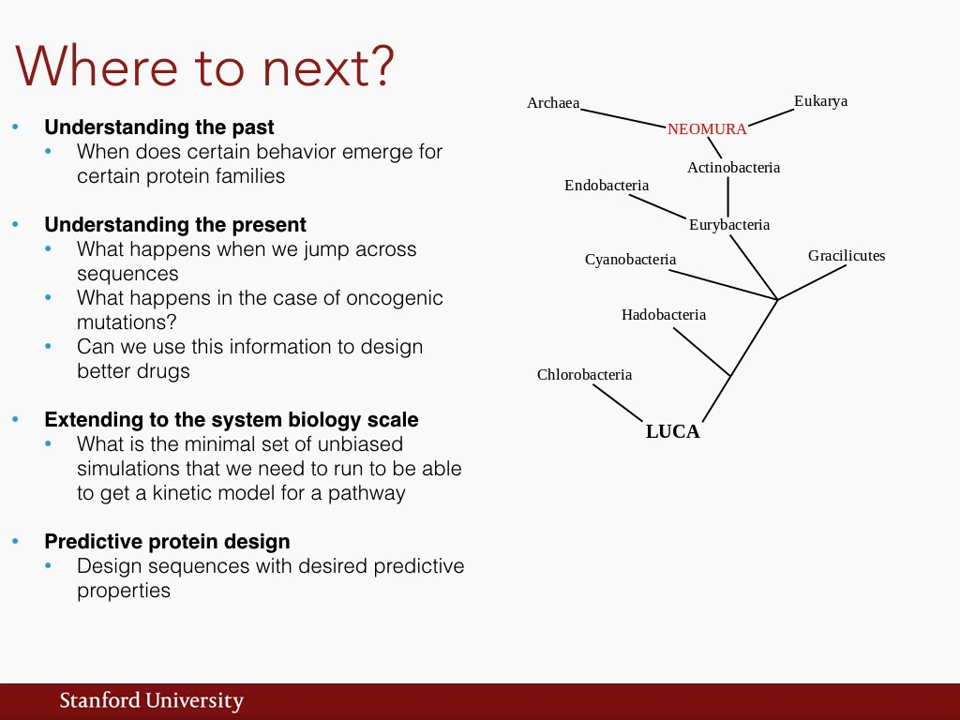 Where to next?
• Understanding the past
• When does certain behavior emerge for
certain protein families
• Understanding the present
• What happens when we jump across
sequences
• What happens in the case of oncogenic
mutations?
• Can we use this information to design
better drugs
• Extending to the system biology scale
• What is the minimal set of unbiased
simulations that we need to run to be able
to get a kinetic model for a pathway
• Predictive protein design
• Design sequences with desired predictive
properties
Archaea
Eukarya
NEOMURA
Actinobacteria
Endobacteria
Eurybacteria
Cyanobacteria
Gracilicutes
Hadobacteria
Chlorobacteria
LUCA
Stanford University